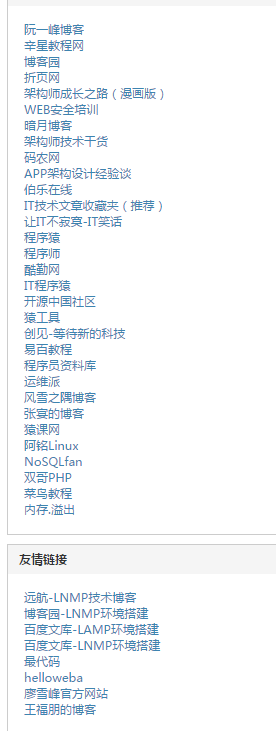 阮一峰博客
辛星教程网
博客园
折页网
架构师成长之路（漫画版）
WEB安全培训
暗月博客
架构师技术干货
码农网
APP架构设计经验谈
伯乐在线
IT技术文章收藏夹（推荐）
让IT不寂寞-IT笑话
程序猿
程序师
酷勤网
IT程序猿
开源中国社区
猿工具
创见-等待新的科技
易百教程
程序员资料库
运维派
风雪之隅博客
张宴的博客
猿课网
阿铭Linux
NoSQLfan
双哥PHP
菜鸟教程
内存.溢出
友情链接
远航-LNMP技术博客
博客园-LNMP环境搭建
百度文库-LAMP环境搭建
百度文库-LNMP环境搭建
最代码
helloweba
廖雪峰官方网站
王福朋的博客